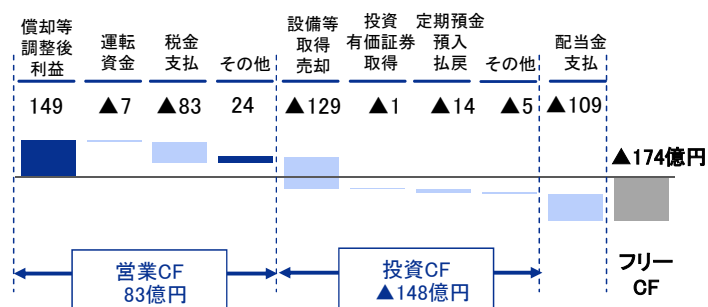 償却等
調整後
利益
運転
資金
税金
支払
その他
設備等
取得
売却
投資
有価証券
取得
定期預金
預入
払戻
その他
配当金
支払
149
▲7
▲83
24
▲129
▲1
▲14
▲5
▲109
▲174億円
営業CF
83億円
投資CF
▲148億円
フリー
CF